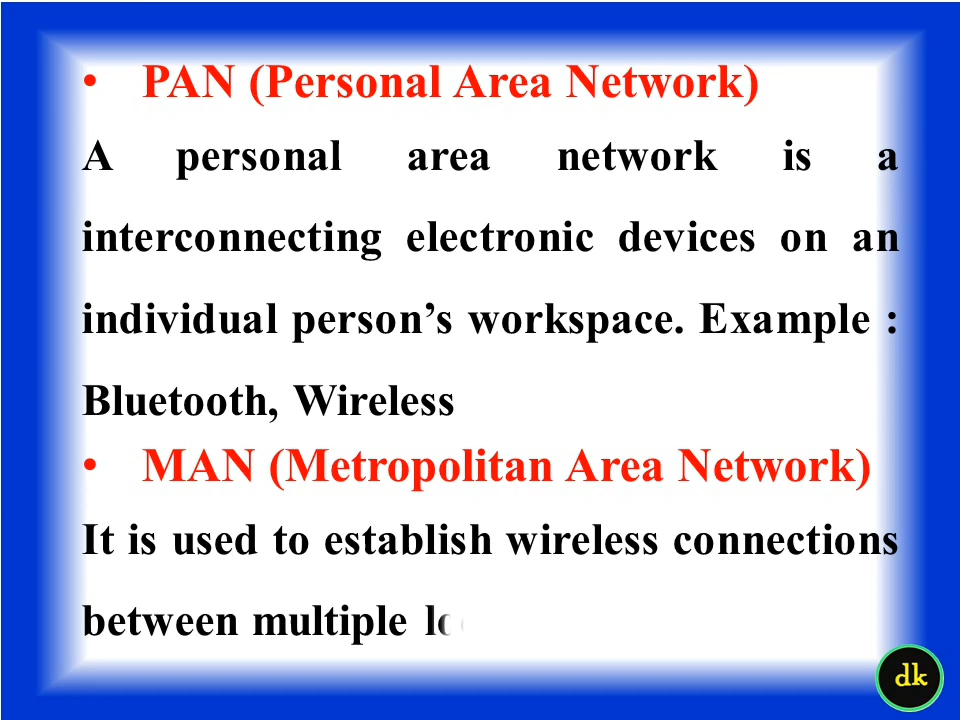 • PAN (Personal Area Network)
A personal area network is a
interconnecting electronic devices on an
individual person’s workspace. Example :
Bluetooth, Wireless
• MAN (Metropolitan Area Network)
It is used to establish wireless connections
between multiple
dk